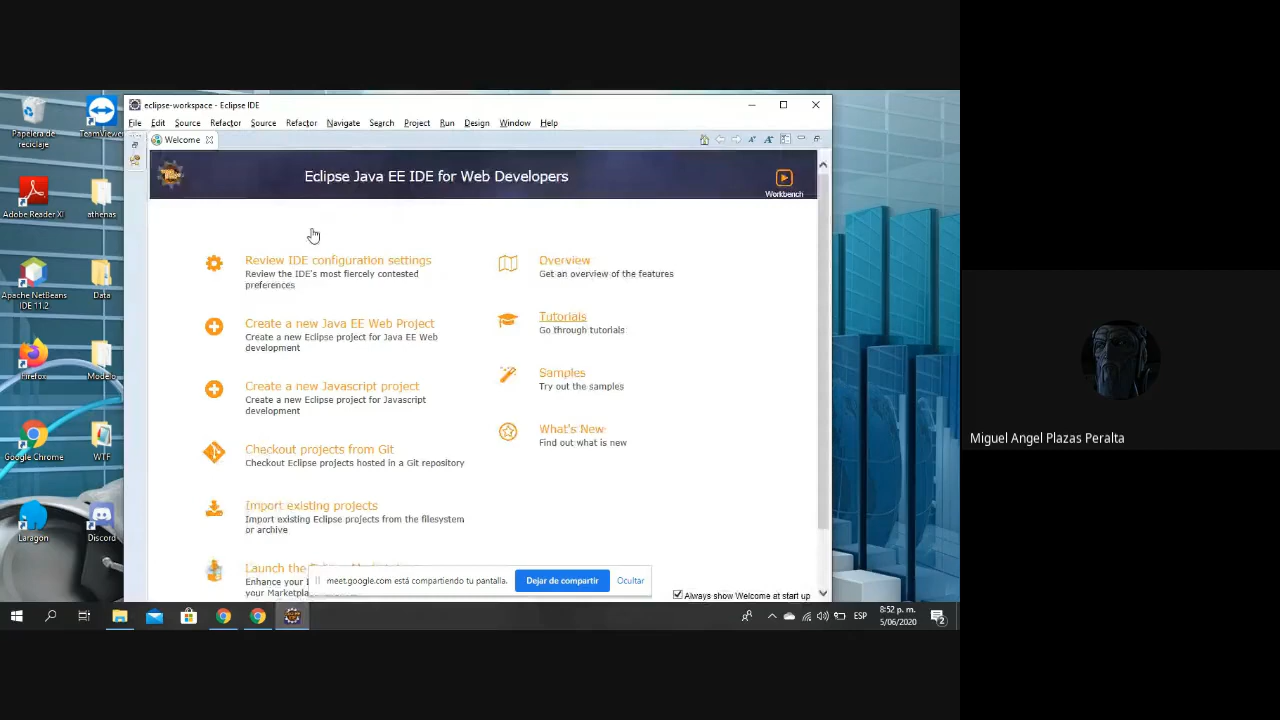 Papelera de
reciclaje
TeamViewer
Adobe Reader XI
athenas
Apache NetBeans
IDE 11.2
Data
Firefox
Modelo
Google Chrome
WTF
Laragon
Discord
eclipse-workspace - Eclipse IDE
File Edit Source Refactor Source Refactor Navigate Search Project Run Design Window Help
Welcome
Eclipse Java EE IDE for Web Developers
Workbench
Review IDE configuration settings
Review the IDE's most fiercely contested
preferences
Create a new Java EE Web Project
Create a new Eclipse project for Java EE Web
development
Create a new Javascript project
Create a new Eclipse project for Javascript
development
Checkout projects from Git
Checkout Eclipse projects hosted in a Git repository
Import existing projects
Import existing Eclipse projects from the filesystem
or archive
Launch the
Enhance your
your Marketplace
Overview
Get an overview of the features
Tutorials
Go through tutorials
Samples
Try out the samples
What's New
Find out what is new
meet.google.com está compartiendo tu pantalla.
Dejar de compartir
Ocultar
Always show Welcome at start up
ESP
8:52 p. m.
5/06/2020
2
Miguel Angel Plazas Peralta